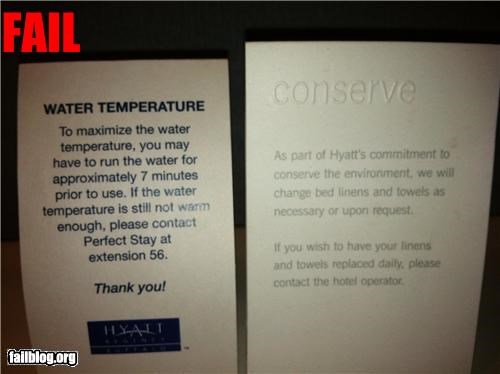 FAIL
WATER TEMPERATURE
To maximize the water
temperature, you may
have to run the water for
approximately 7 minutes
prior to use. If the water
temperature is still not warm
enough, please contact
Perfect Stay at
extension 56.
Thank you!
HYATT
REGENCY
BUFFALO
™
conserve
As part of Hyatt's commitment to
conserve the environment, we will
change bed linens and towels as
necessary or upon request.
If you wish to have your linens
and towels replaced daily, please
contact the hotel operator.
failblog.org